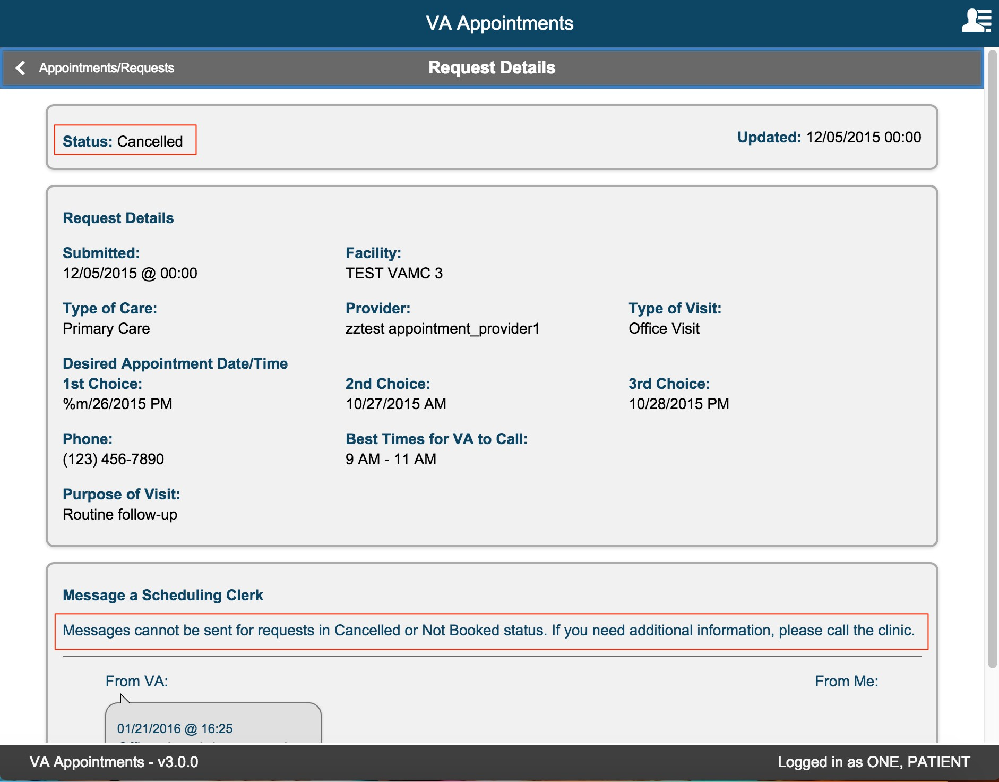 VA Appointments
Appointments/Requests
Request Details
Status: Cancelled
Updated: 12/05/2015 00:00
Request Details
Submitted:
12/05/2015 @ 00:00
Facility:
TEST VAMC 3
Type of Care:
Primary Care
Provider:
zztest appointment_provider1
Type of Visit:
Office Visit
Desired Appointment Date/Time
1st Choice:
%m/26/2015 PM
2nd Choice:
10/27/2015 AM
3rd Choice:
10/28/2015 PM
Phone:
(123) 456-7890
Best Times for VA to Call:
9 AM - 11 AM
Purpose of Visit:
Routine follow-up
Message a Scheduling Clerk
Messages cannot be sent for requests in Cancelled or Not Booked status. If you need additional information, please call the clinic.
From VA:
From Me:
01/21/2016 @ 16:25
VA Appointments - v3.0.0
Logged in as ONE, PATIENT